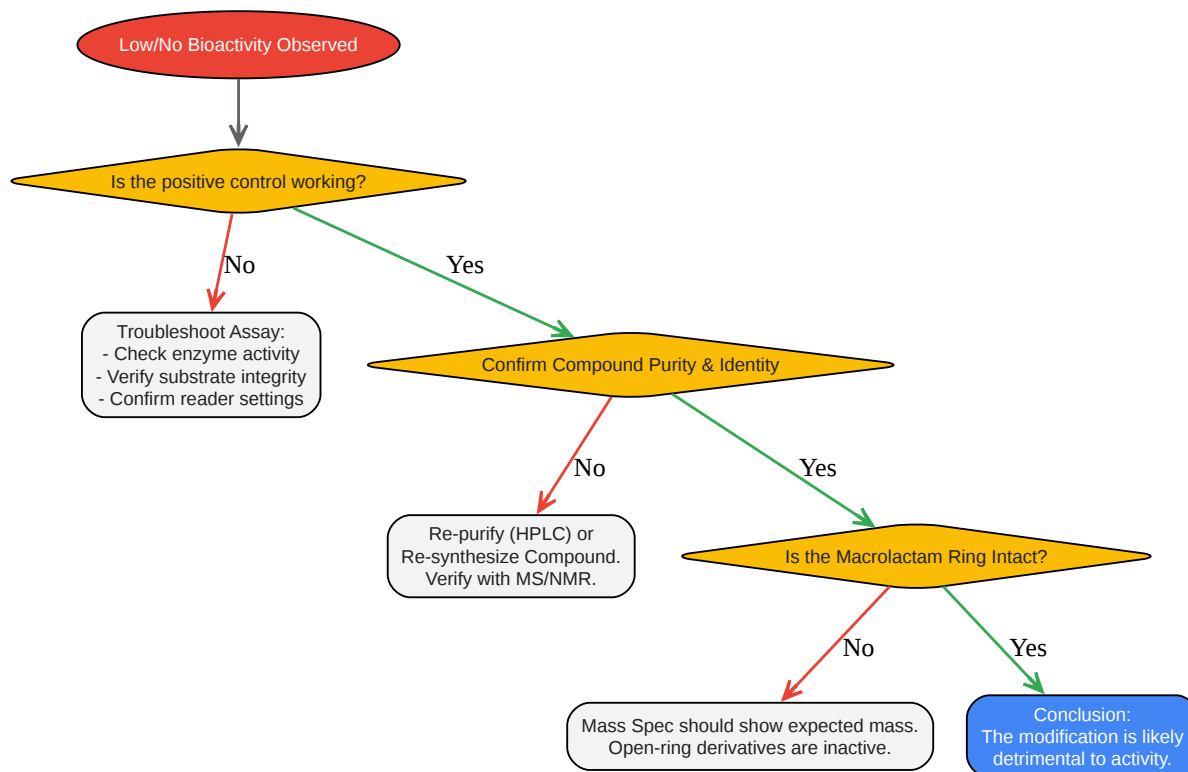 Low/No Bioactivity Observed
Is the positive control working?
No
Yes
Troubleshoot Assay:
- Check enzyme activity
- Verify substrate integrity
- Confirm reader settings
Confirm Compound Purity & Identity
No
Yes
Re-purify (HPLC) or
Re-synthesize Compound.
Verify with MS/NMR.
Is the Macrolactam Ring Intact?
No
Yes
Mass Spec should show expected mass.
Open-ring derivatives are inactive.
Conclusion:
The modification is likely
detrimental to activity.